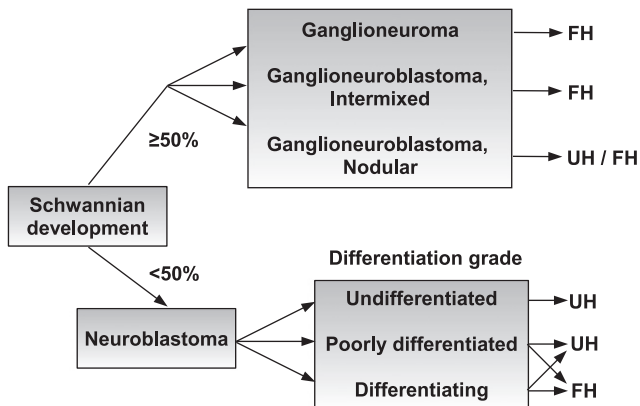 Ganglioneuroma
FH
Ganglioneuroblastoma,
Intermixed
FH
≥50%
Ganglioneuroblastoma,
Nodular
UH / FH
Schwannian
development
<50%
Differentiation grade
Neuroblastoma
Undifferentiated
UH
Poorly differentiated
UH
Differentiating
FH